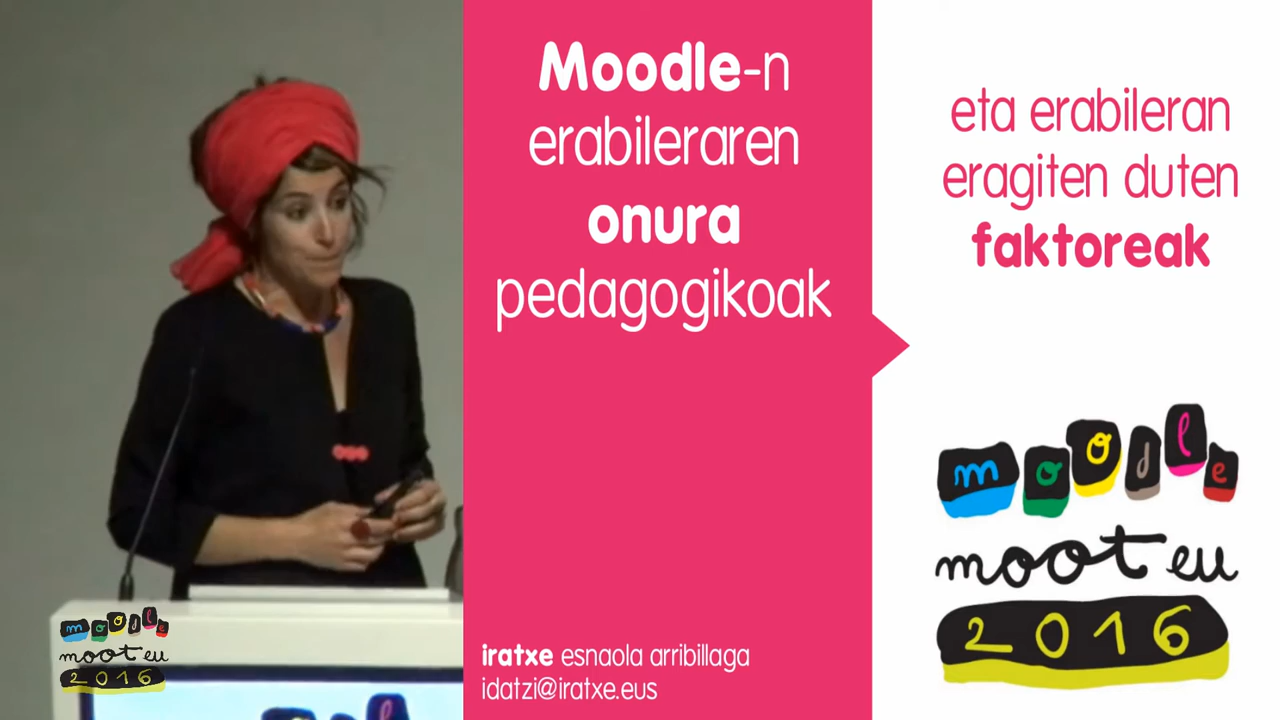 Moodle-n
erabileraren
onura
pedagogikoak
eta erabileran
eragiten duten
faktoreak
moodle
moot eu
2016
iratxe esnaola arribillaga
idatzi@iratxe.eus
moodle
moot eu
2016